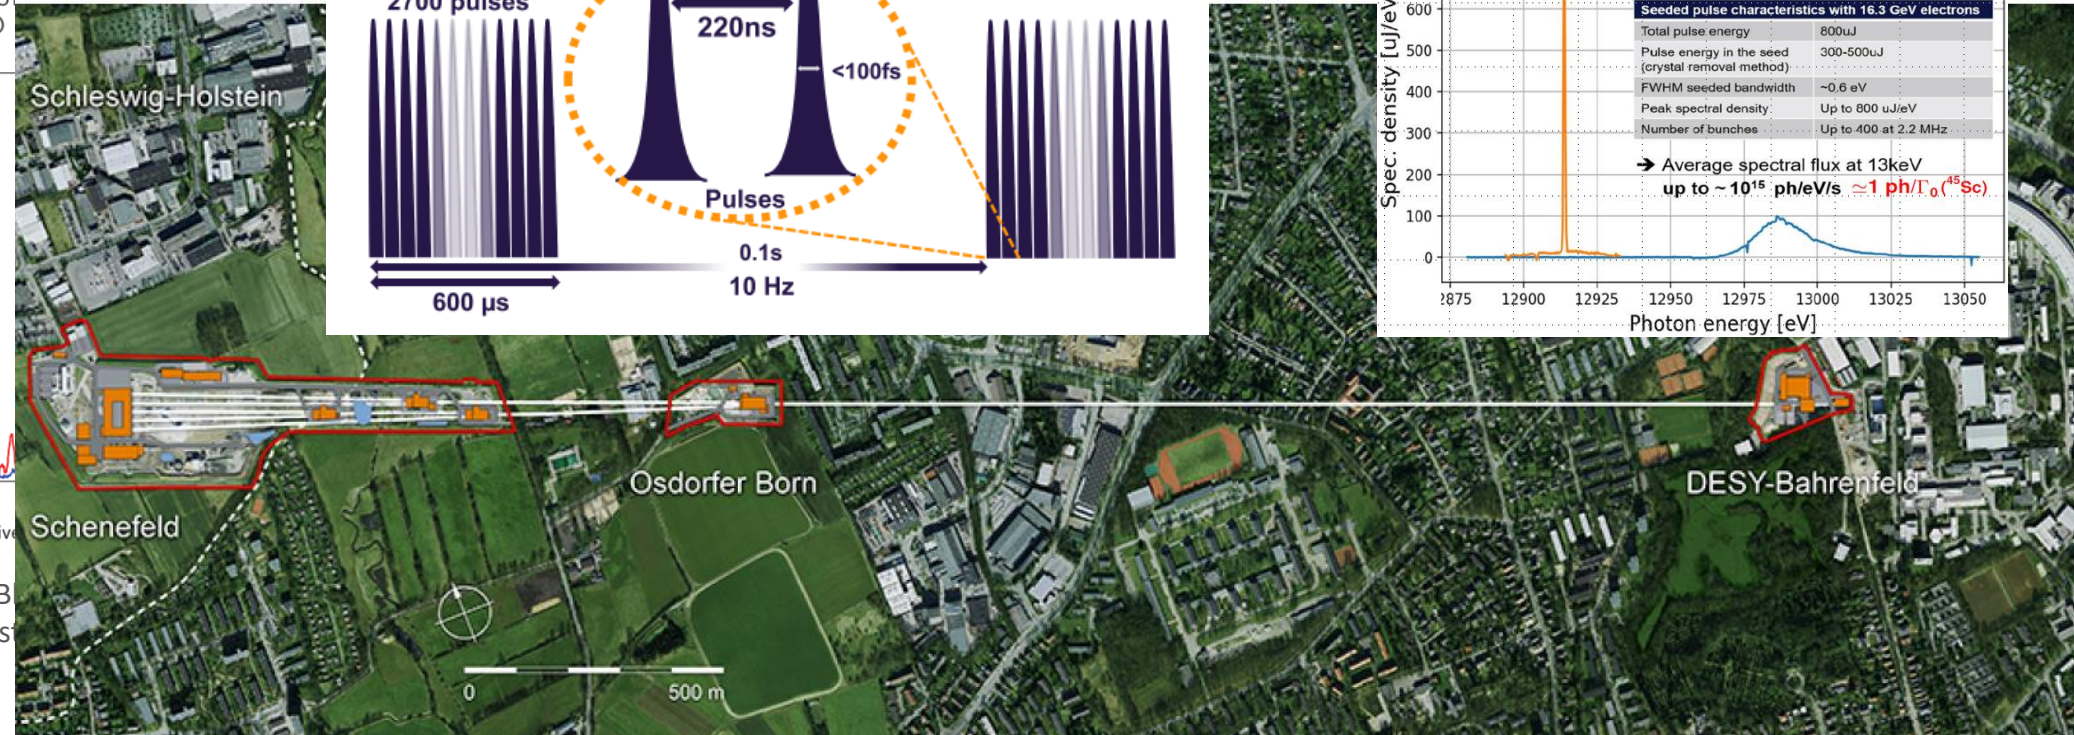 2700 pulses
220ns
<100fs
Pulses
0.1s
10 Hz
600 µs
Spec. density [uJ/eV
600
500
400
300
200
100
0
Seeded pulse characteristics with 16.3 GeV electrons
Total pulse energy 800uJ
Pulse energy in the seed 300-500uJ
(crystal removal method)
FWHM seeded bandwidth ~0.6 eV
Peak spectral density Up to 800 uJ/eV
Number of bunches Up to 400 at 2.2 MHz
➔ Average spectral flux at 13keV
up to ~ 10¹⁵ ph/eV/s ≃1 ph/Γ₀(⁴⁵Sc)
2875 12900 12925 12950 12975 13000 13025 13050
Photon energy [eV]
Schleswig-Holstein
Schenefeld
Osdorfer Born
DESY-Bahrenfeld
0 500 m